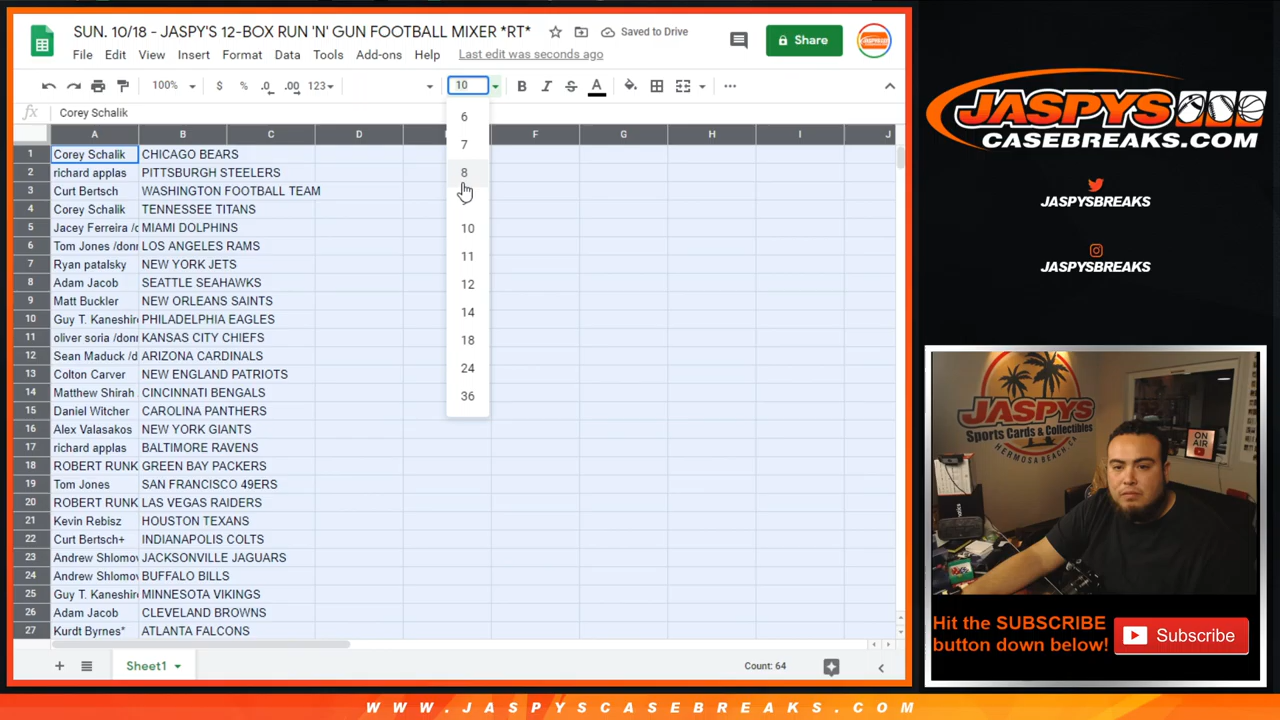 SUN. 10/18 - JASPY'S 12-BOX RUN 'N' GUN FOOTBALL MIXER *RT*
Saved to Drive
Share
File Edit View Insert Format Data Tools Add-ons Help Last edit was seconds ago
100% $ % .0 .00 123 10 B I S A
fx Corey Schalik
A B C D F G H I J
1 Corey Schalik CHICAGO BEARS
2 richard applas PITTSBURGH STEELERS
3 Curt Bertsch WASHINGTON FOOTBALL TEAM
4 Corey Schalik TENNESSEE TITANS
5 Jacey Ferreira /dor MIAMI DOLPHINS
6 Tom Jones /donr LOS ANGELES RAMS
7 Ryan patalsky NEW YORK JETS
8 Adam Jacob SEATTLE SEAHAWKS
9 Matt Buckler NEW ORLEANS SAINTS
10 Guy T. Kaneshir PHILADELPHIA EAGLES
11 oliver soria /donr KANSAS CITY CHIEFS
12 Sean Maduck /d ARIZONA CARDINALS
13 Colton Carver NEW ENGLAND PATRIOTS
14 Matthew Shirah CINCINNATI BENGALS
15 Daniel Witcher CAROLINA PANTHERS
16 Alex Valasakos NEW YORK GIANTS
17 richard applas BALTIMORE RAVENS
18 ROBERT RUNK GREEN BAY PACKERS
19 Tom Jones SAN FRANCISCO 49ERS
20 ROBERT RUNK LAS VEGAS RAIDERS
21 Kevin Rebisz HOUSTON TEXANS
22 Curt Bertsch+ INDIANAPOLIS COLTS
23 Andrew Shlomov JACKSONVILLE JAGUARS
24 Andrew Shlomov BUFFALO BILLS
25 Guy T. Kaneshir MINNESOTA VIKINGS
26 Adam Jacob CLEVELAND BROWNS
27 Kurdt Byrnes* ATLANTA FALCONS
6
7
8
10
11
12
14
18
24
36
Sheet1
Count: 64
JASPYS
CASEBREAKS.COM
JASPYSBREAKS
JASPYSBREAKS
JASPYS
Sports Cards & Collectibles
HERMOSA BEACH, CA
ON AIR
Hit the SUBSCRIBE
button down below!
Subscribe
WWW.JASPYSCASEBREAKS.COM